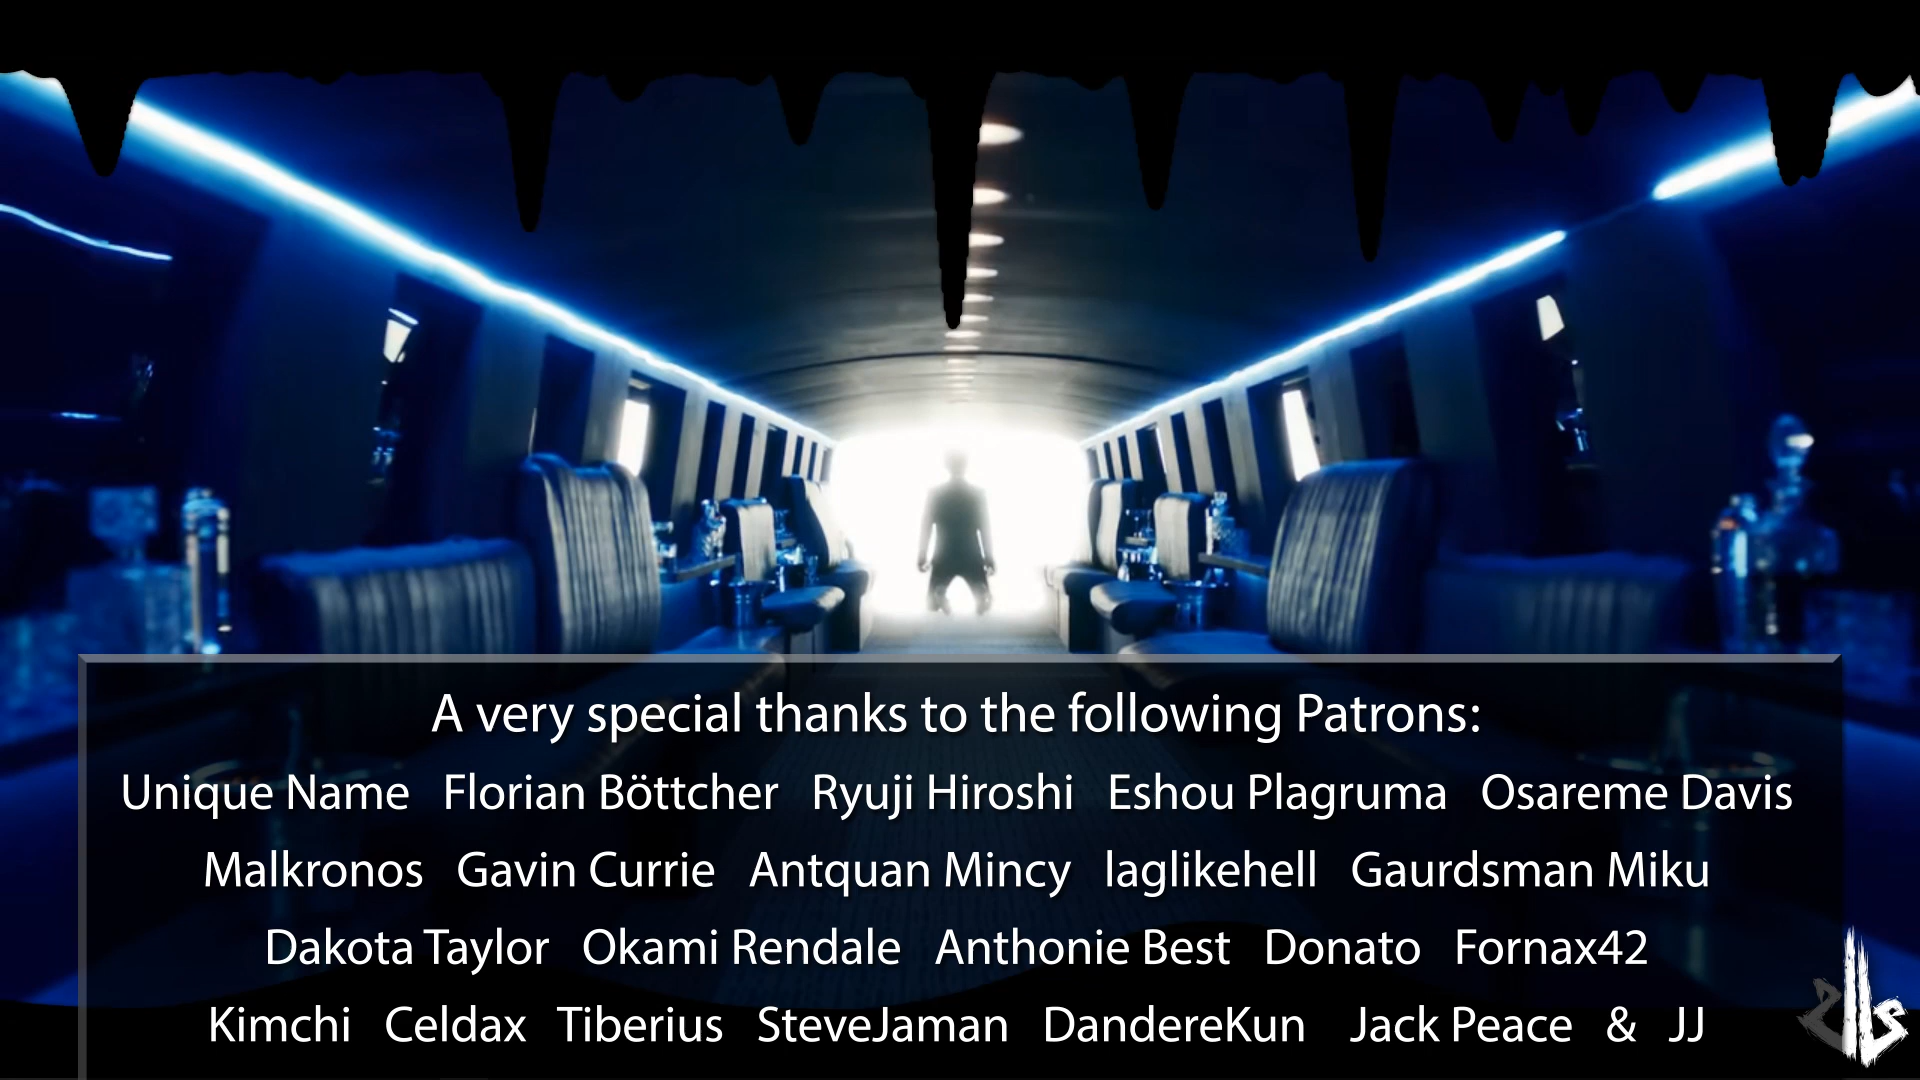 A very special thanks to the following Patrons:
Unique Name Florian Böttcher Ryuji Hiroshi Eshou Plagruma Osareme Davis
Malkronos Gavin Currie Antquan Mincy laglikehell Gaurdsman Miku
Dakota Taylor Okami Rendale Anthonie Best Donato Fornax42
Kimchi Celdax Tiberius SteveJaman DandereKun Jack Peace & JJ